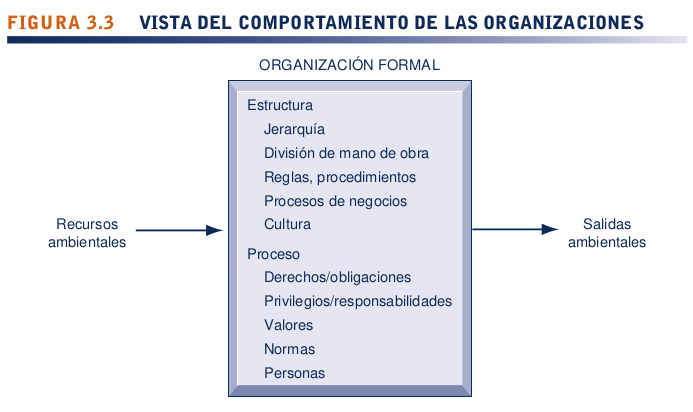 FIGURA 3.3 VISTA DEL COMPORTAMIENTO DE LAS ORGANIZACIONES
ORGANIZACIÓN FORMAL
Recursos
ambientales
Estructura
Jerarquía
División de mano de obra
Reglas, procedimientos
Procesos de negocios
Cultura
Proceso
Derechos/obligaciones
Privilegios/responsabilidades
Valores
Normas
Personas
Salidas
ambientales